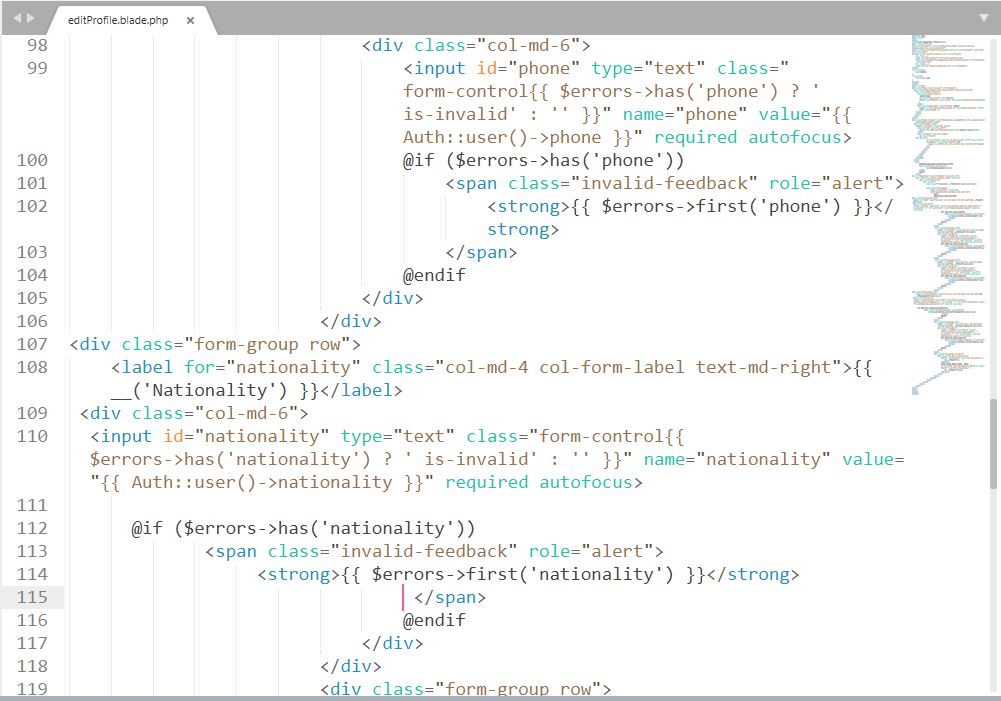 editProfile.blade.php ×
98 <div class="col-md-6">
99 <input id="phone" type="text" class="
form-control{{ $errors->has('phone') ? '
is-invalid' : '' }}" name="phone" value="{{
Auth::user()->phone }}" required autofocus>
100 @if ($errors->has('phone'))
101 <span class="invalid-feedback" role="alert">
102 <strong>{{ $errors->first('phone') }}</
strong>
103 </span>
104 @endif
105 </div>
106 </div>
107 <div class="form-group row">
108 <label for="nationality" class="col-md-4 col-form-label text-md-right">{{
__('Nationality') }}</label>
109 <div class="col-md-6">
110 <input id="nationality" type="text" class="form-control{{
$errors->has('nationality') ? ' is-invalid' : '' }}" name="nationality" value=
"{{ Auth::user()->nationality }}" required autofocus>
111
112 @if ($errors->has('nationality'))
113 <span class="invalid-feedback" role="alert">
114 <strong>{{ $errors->first('nationality') }}</strong>
115 </span>
116 @endif
117 </div>
118 </div>
119 <div class="form-group row">